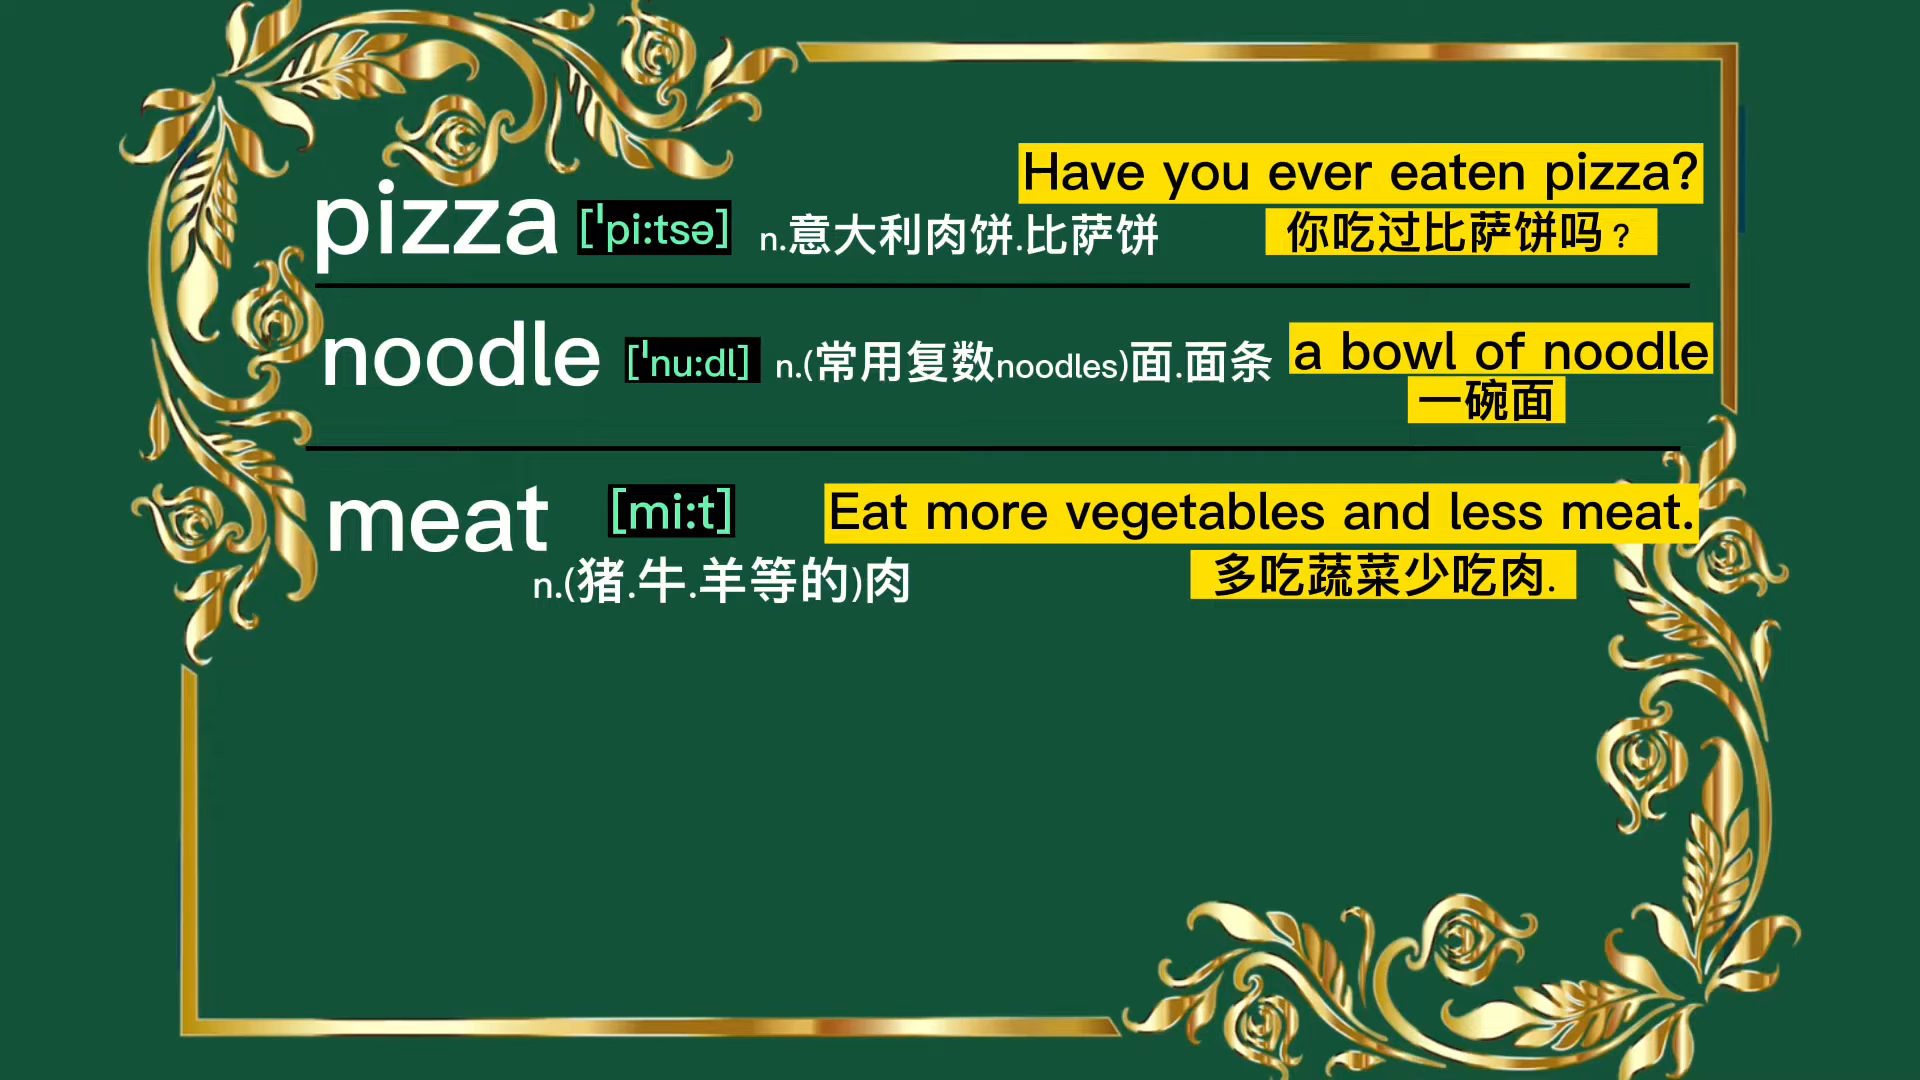 Have you ever eaten pizza?
pizza [ˈpi:tsə] n.意大利肉饼.比萨饼 你吃过比萨饼吗？
noodle [ˈnu:dl] n.(常用复数noodles)面.面条 a bowl of noodle
一碗面
meat [mi:t] Eat more vegetables and less meat.
n.(猪.牛.羊等的)肉 多吃蔬菜少吃肉.